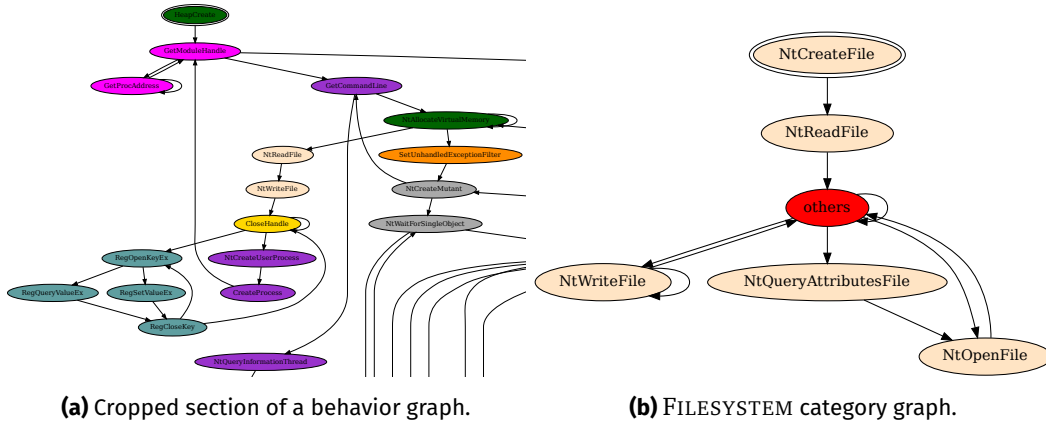 HeapCreate
GetModuleHandle
GetProcAddress
GetCommandLine
NtAllocateVirtualMemory
NtReadFile
SetUnhandledExceptionFilter
NtWriteFile
NtCreateMutant
CloseHandle
NtWaitForSingleObject
RegOpenKeyEx
NtCreateUserProcess
RegQueryValueEx
RegSetValueEx
CreateProcess
RegCloseKey
NtQueryInformationThread
(a) Cropped section of a behavior graph.
NtCreateFile
NtReadFile
others
NtWriteFile
NtQueryAttributesFile
NtOpenFile
(b) FILESYSTEM category graph.